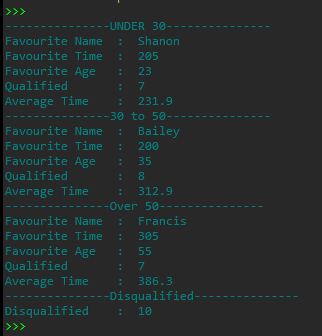 >>>
---------------UNDER 30---------------
Favourite Name  :  Shanon
Favourite Time  :  205
Favourite Age   :  23
Qualified       :  7
Average Time    :  231.9
---------------30 to 50---------------
Favourite Name  :  Bailey
Favourite Time  :  200
Favourite Age   :  35
Qualified       :  8
Average Time    :  312.9
---------------Over 50---------------
Favourite Name  :  Francis
Favourite Time  :  305
Favourite Age   :  55
Qualified       :  7
Average Time    :  386.3
---------------Disqualified---------------
Disqualified    :  10
>>>